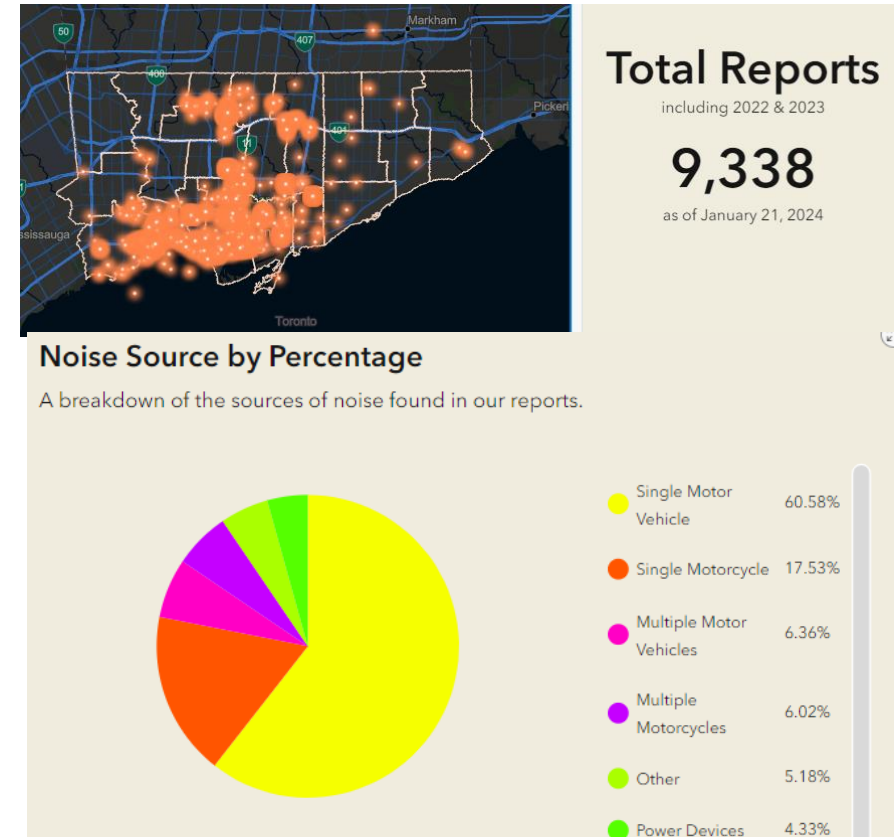 50
Markham
407
400
Pickeri
401
11
1
ssissauga
Toronto
Total Reports
including 2022 & 2023
9,338
as of January 21, 2024
Noise Source by Percentage
A breakdown of the sources of noise found in our reports.
Single Motor
Vehicle
60.58%
Single Motorcycle 17.53%
Multiple Motor
Vehicles
6.36%
Multiple
Motorcycles
6.02%
Other 5.18%
Power Devices 4.33%